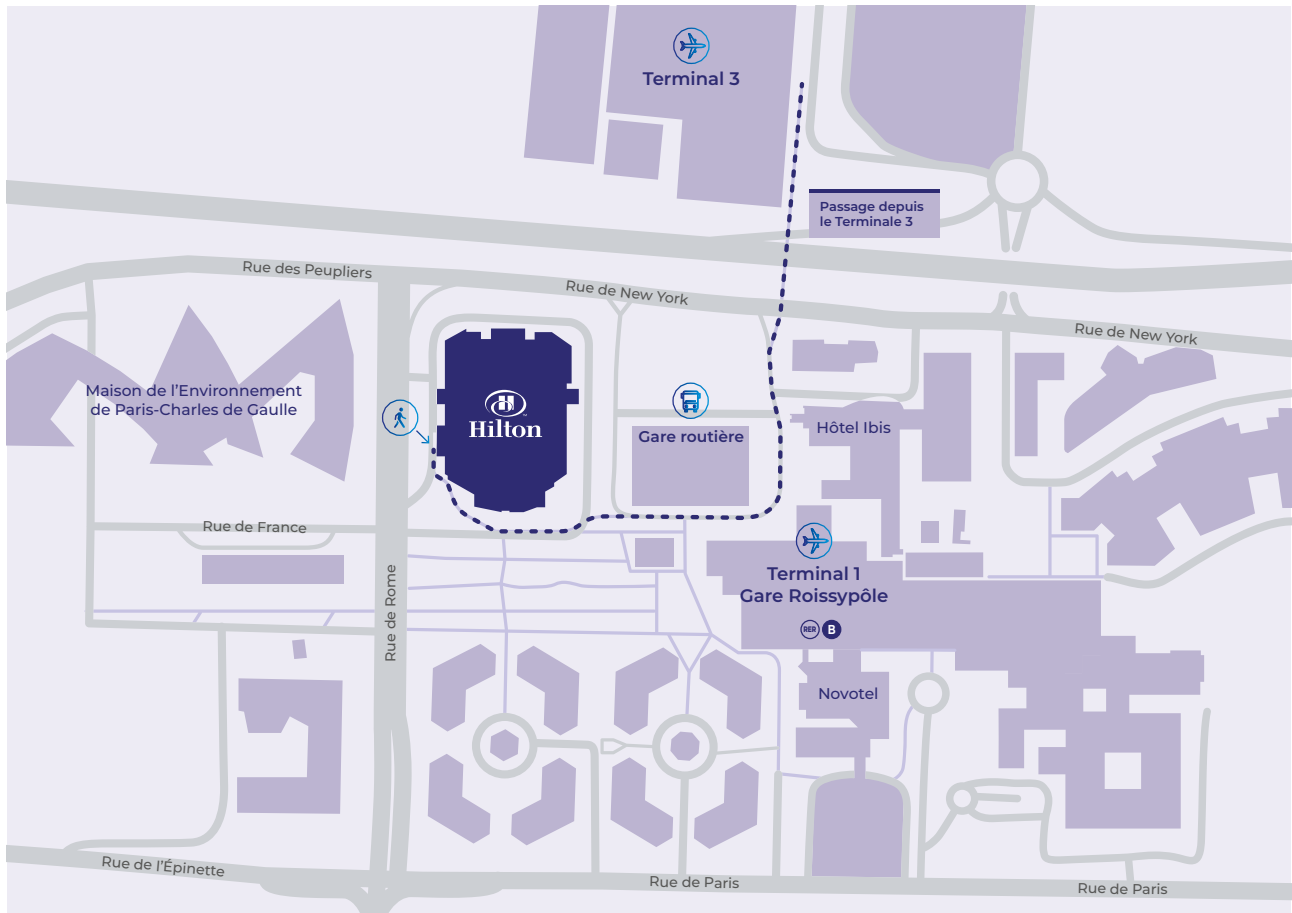 Terminal 3
Passage depuis
le Terminale 3
Rue des Peupliers
Rue de New York
Rue de New York
Maison de l'Environnement
de Paris-Charles de Gaulle
Hilton
Gare routière
Hôtel Ibis
Rue de France
Terminal 1
Gare Roissypôle
RER B
Rue de Rome
Novotel
Rue de l'Épinette
Rue de Paris
Rue de Paris